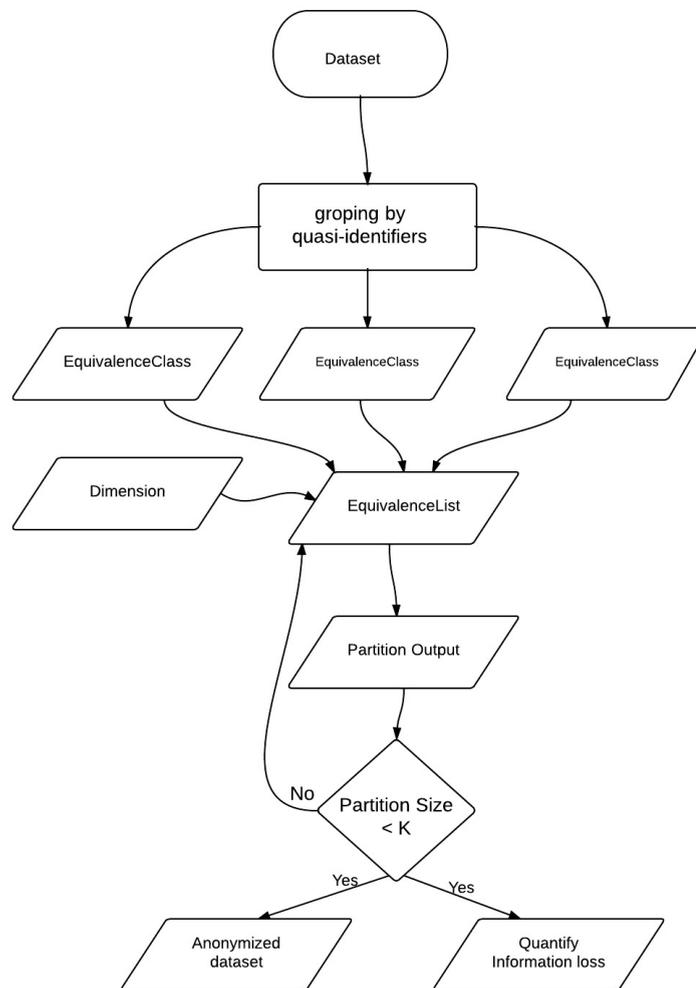 Dataset
groping by
quasi-identifiers
EquivalenceClass
EquivalenceClass
EquivalenceClass
Dimension
EquivalenceList
Partition Output
No
Partition Size
< K
Yes
Yes
Anonymized
dataset
Quantify
Information loss